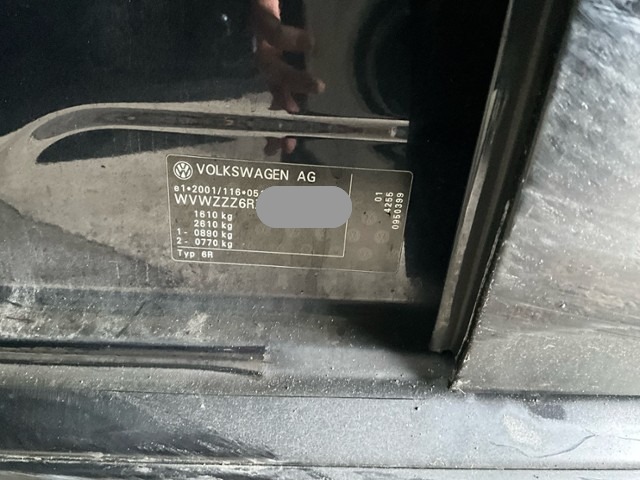 VOLKSWAGEN AG
e1*2001/116*051
WVWZZZ6R
1610 kg
2610 kg
1- 0890 kg
2- 0770 kg
Typ 6R
01
4255
0950399